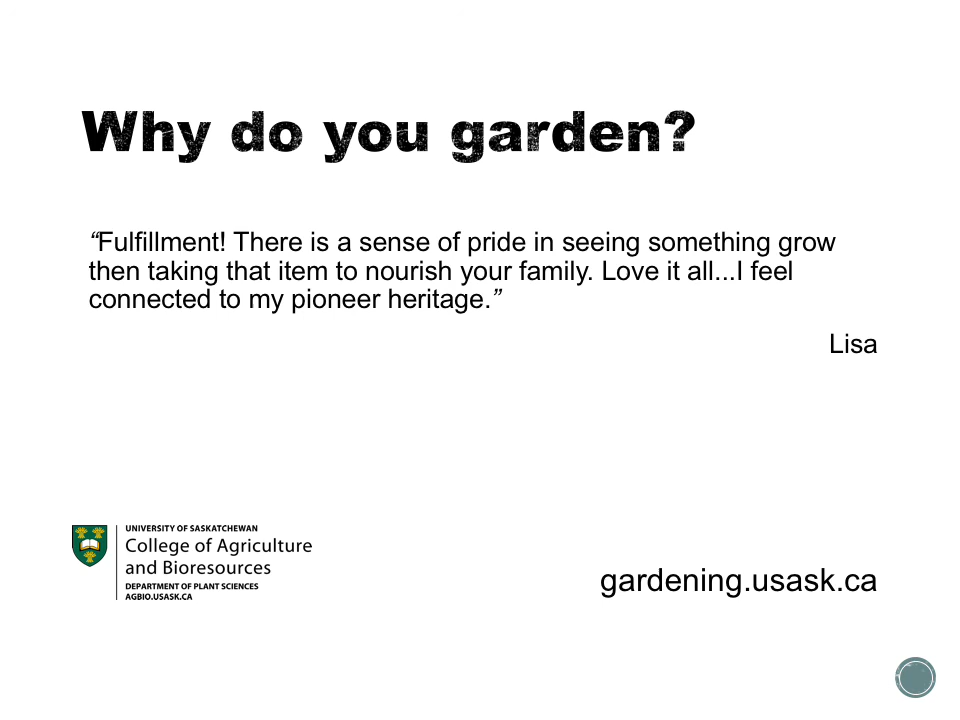 Why do you garden?
“Fulfillment! There is a sense of pride in seeing something grow
then taking that item to nourish your family. Love it all...I feel
connected to my pioneer heritage.”
Lisa
UNIVERSITY OF SASKATCHEWAN
College of Agriculture
and Bioresources
DEPARTMENT OF PLANT SCIENCES
AGBIO.USASK.CA
gardening.usask.ca